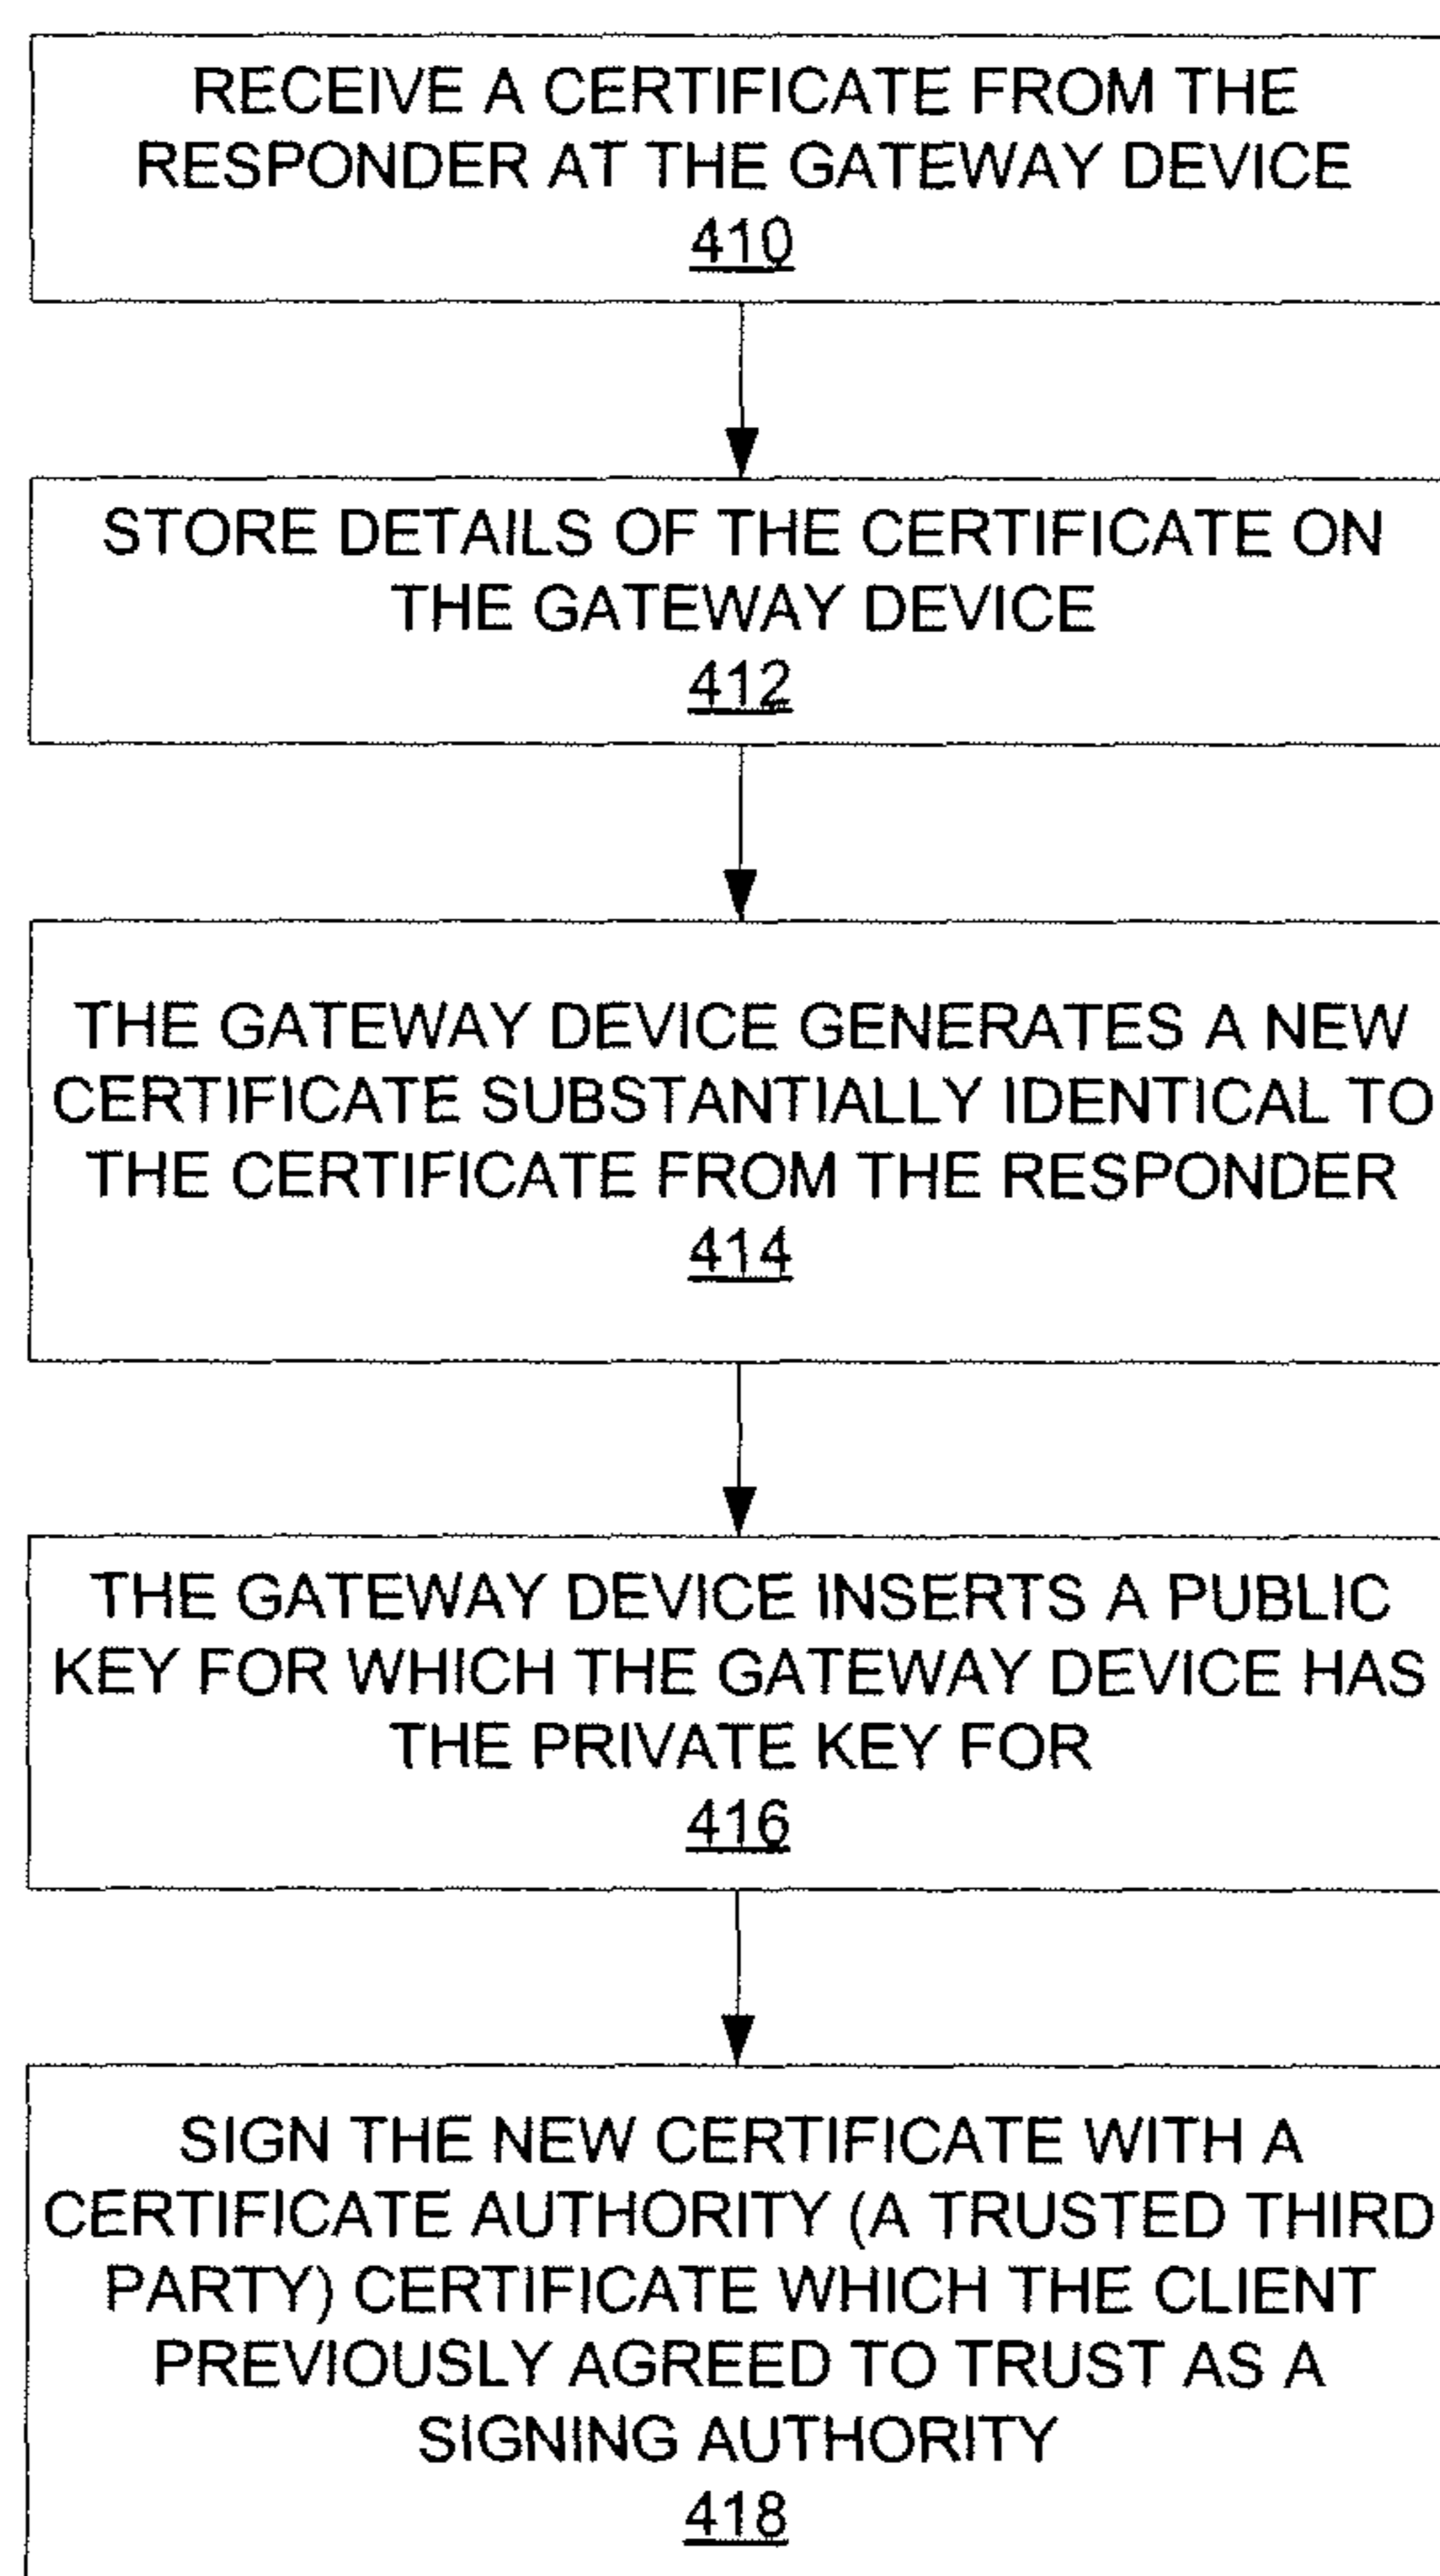 RECEIVE A CERTIFICATE FROM THE
RESPONDER AT THE GATEWAY DEVICE
410
STORE DETAILS OF THE CERTIFICATE ON
THE GATEWAY DEVICE
412
THE GATEWAY DEVICE GENERATES A NEW
CERTIFICATE SUBSTANTIALLY IDENTICAL TO
THE CERTIFICATE FROM THE RESPONDER
414
THE GATEWAY DEVICE INSERTS A PUBLIC
KEY FOR WHICH THE GATEWAY DEVICE HAS
THE PRIVATE KEY FOR
416
SIGN THE NEW CERTIFICATE WITH A
CERTIFICATE AUTHORITY (A TRUSTED THIRD
PARTY) CERTIFICATE WHICH THE CLIENT
PREVIOUSLY AGREED TO TRUST AS A
SIGNING AUTHORITY
418